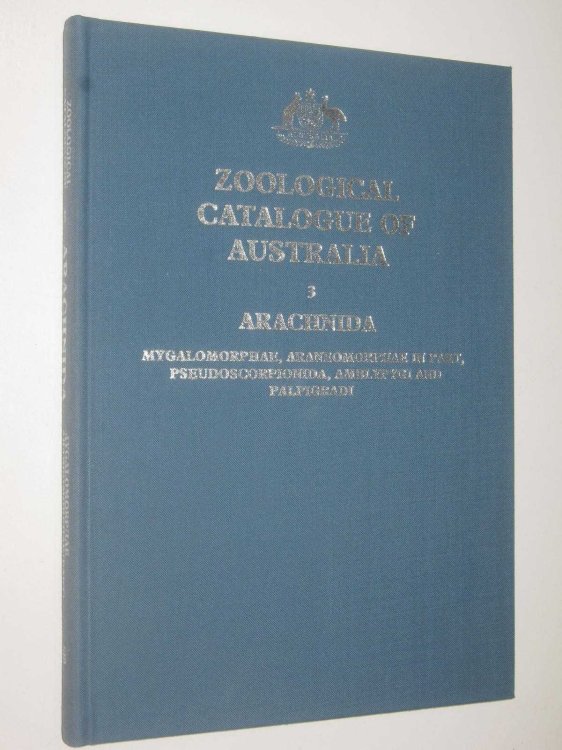 ZOOLOGICAL
CATALOGUE OF
AUSTRALIA
3
ARACHNIDA
MYGALOMORPHAE, ARANEOMORPHAE IN PART,
PSEUDOSCORPIONIDA, AMBLYPYGI AND
PALPIGRADI
ZOOLOGICAL
ARACHNIDA